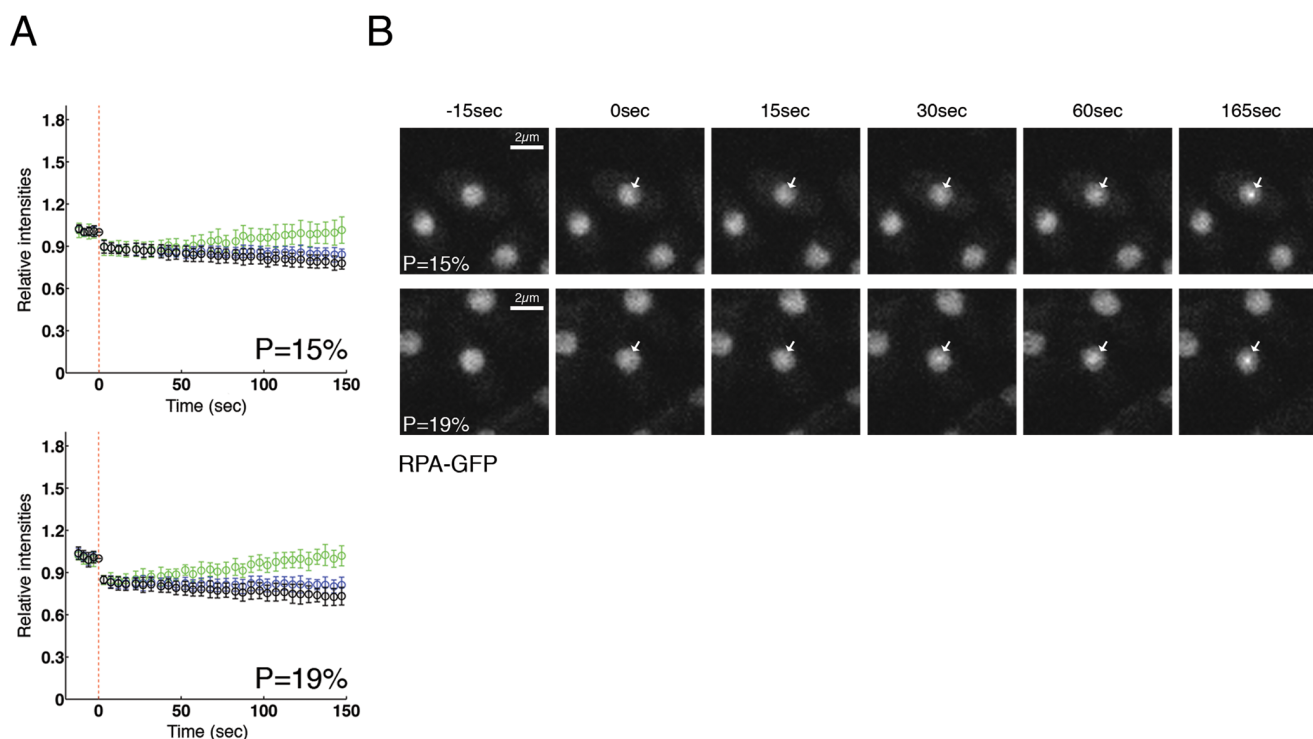 A
1.8
1.5
1.2
0.9
0.6
0.3
0
Relative intensities
P=15%
0 50 100 150
Time (sec)
1.8
1.5
1.2
0.9
0.6
0.3
0
Relative intensities
P=19%
0 50 100 150
Time (sec)
B
-15sec 0sec 15sec 30sec 60sec 165sec
2μm
P=15%
2μm
P=19%
RPA-GFP